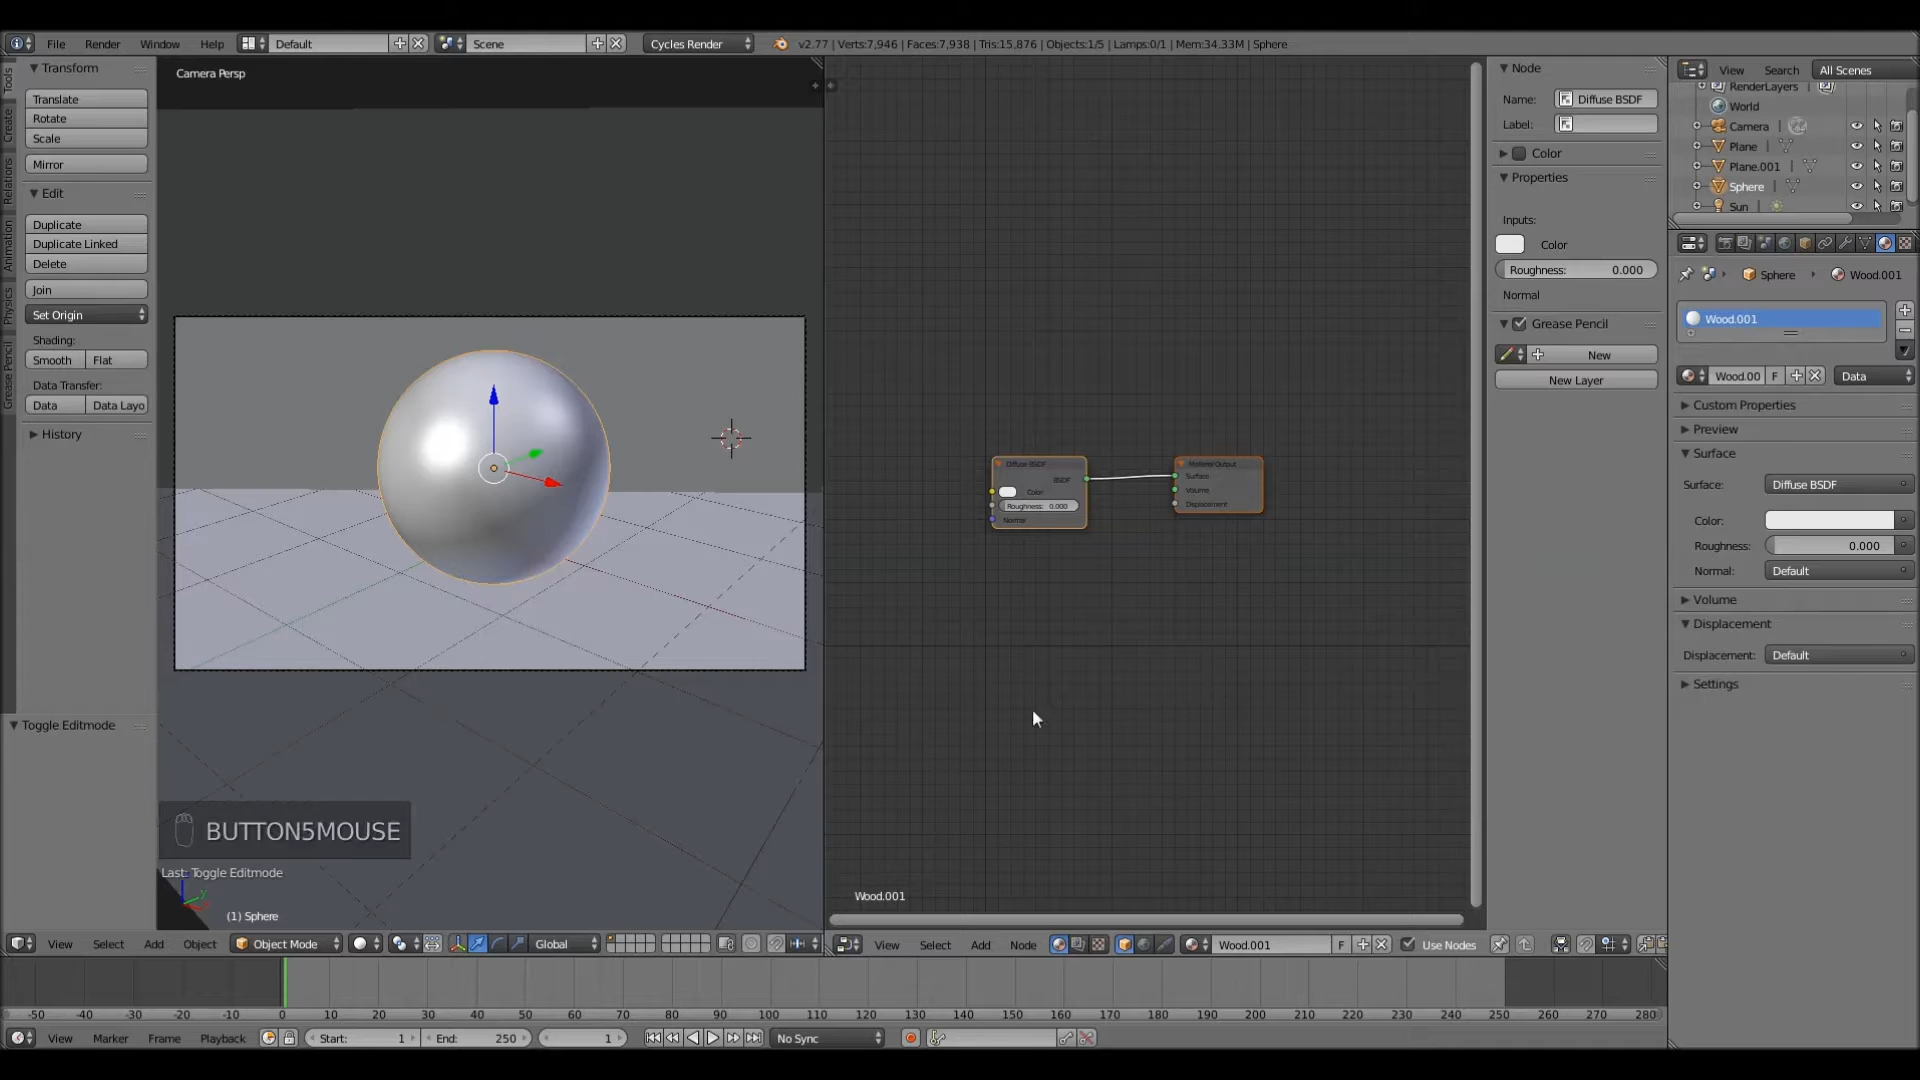 File Render Window Help Default Scene Cycles Render v2.77 | Verts:7,946 | Faces:7,938 | Tris:15,876 | Objects:1/5 | Lamps:0/1 | Mem:34.33M | Sphere
Tools
Create
Relations
Animation
Physics
Grease Pencil
Transform
Translate
Rotate
Scale
Mirror
Edit
Duplicate
Duplicate Linked
Delete
Join
Set Origin
Shading:
Smooth Flat
Data Transfer:
Data Data Layo
History
Toggle Editmode
Camera Persp
BUTTON5MOUSE
Last: Toggle Editmode
(1) Sphere
View Select Add Object Object Mode Global
Diffuse BSDF
BSDF
Color
Roughness: 0.000
Normal
Material Output
Surface
Volume
Displacement
Wood.001
View Select Add Node Wood.001 F Use Nodes
Node
Name: Diffuse BSDF
Label:
Color
Properties
Inputs:
Color
Roughness: 0.000
Normal
Grease Pencil
New
New Layer
View Search All Scenes
RenderLayers
World
Camera
Plane
Plane.001
Sphere
Sun
Sphere Wood.001
Wood.001
Wood.00 F Data
Custom Properties
Preview
Surface
Surface: Diffuse BSDF
Color:
Roughness: 0.000
Normal: Default
Volume
Displacement
Displacement: Default
Settings
-50 -40 -30 -20 -10 0 10 20 30 40 50 60 70 80 90 100 110 120 130 140 150 160 170 180 190 200 210 220 230 240 250 260 270 280
View Marker Frame Playback Start: 1 End: 250 1 No Sync